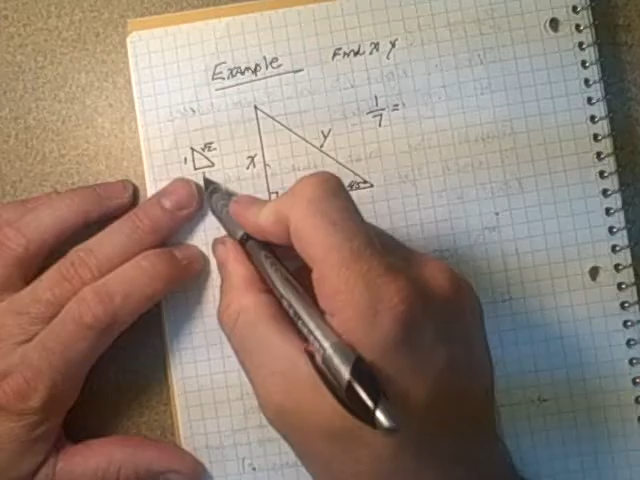 Example
Find x y
1/7 =
y
√2
1
x
45